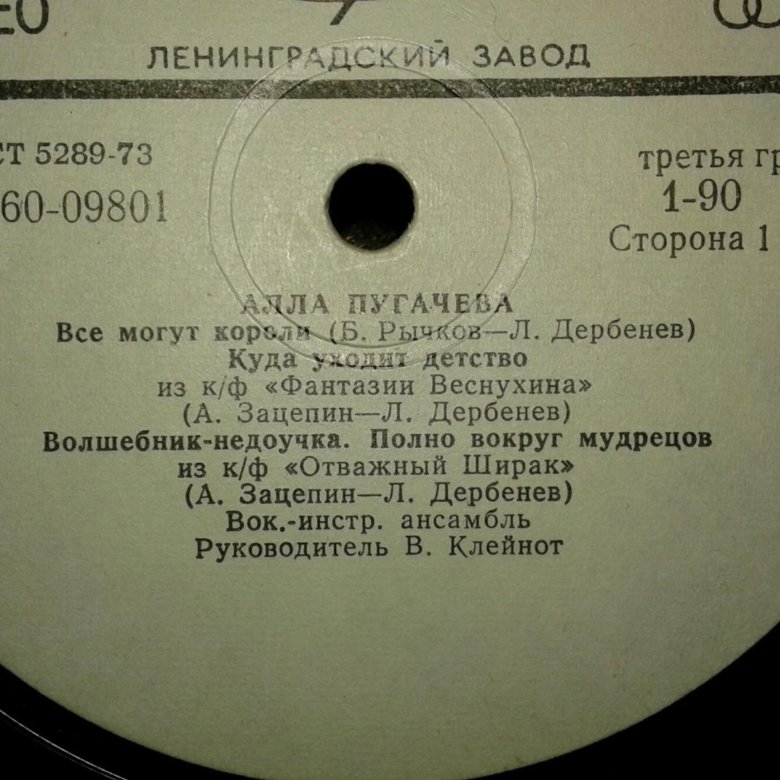 ЕО
ЛЕНИНГРАДСКИЙ ЗАВОД
СТ 5289-73
третья гр
60-09801
1-90
Сторона 1
АЛЛА ПУГАЧЕВА
Все могут короли (Б. Рычков—Л. Дербенев)
Куда уходит детство
из к/ф «Фантазии Веснухина»
(А. Зацепин—Л. Дербенев)
Волшебник-недоучка. Полно вокруг мудрецов
из к/ф «Отважный Ширак»
(А. Зацепин—Л. Дербенев)
Вок.-инстр. ансамбль
Руководитель В. Клейнот